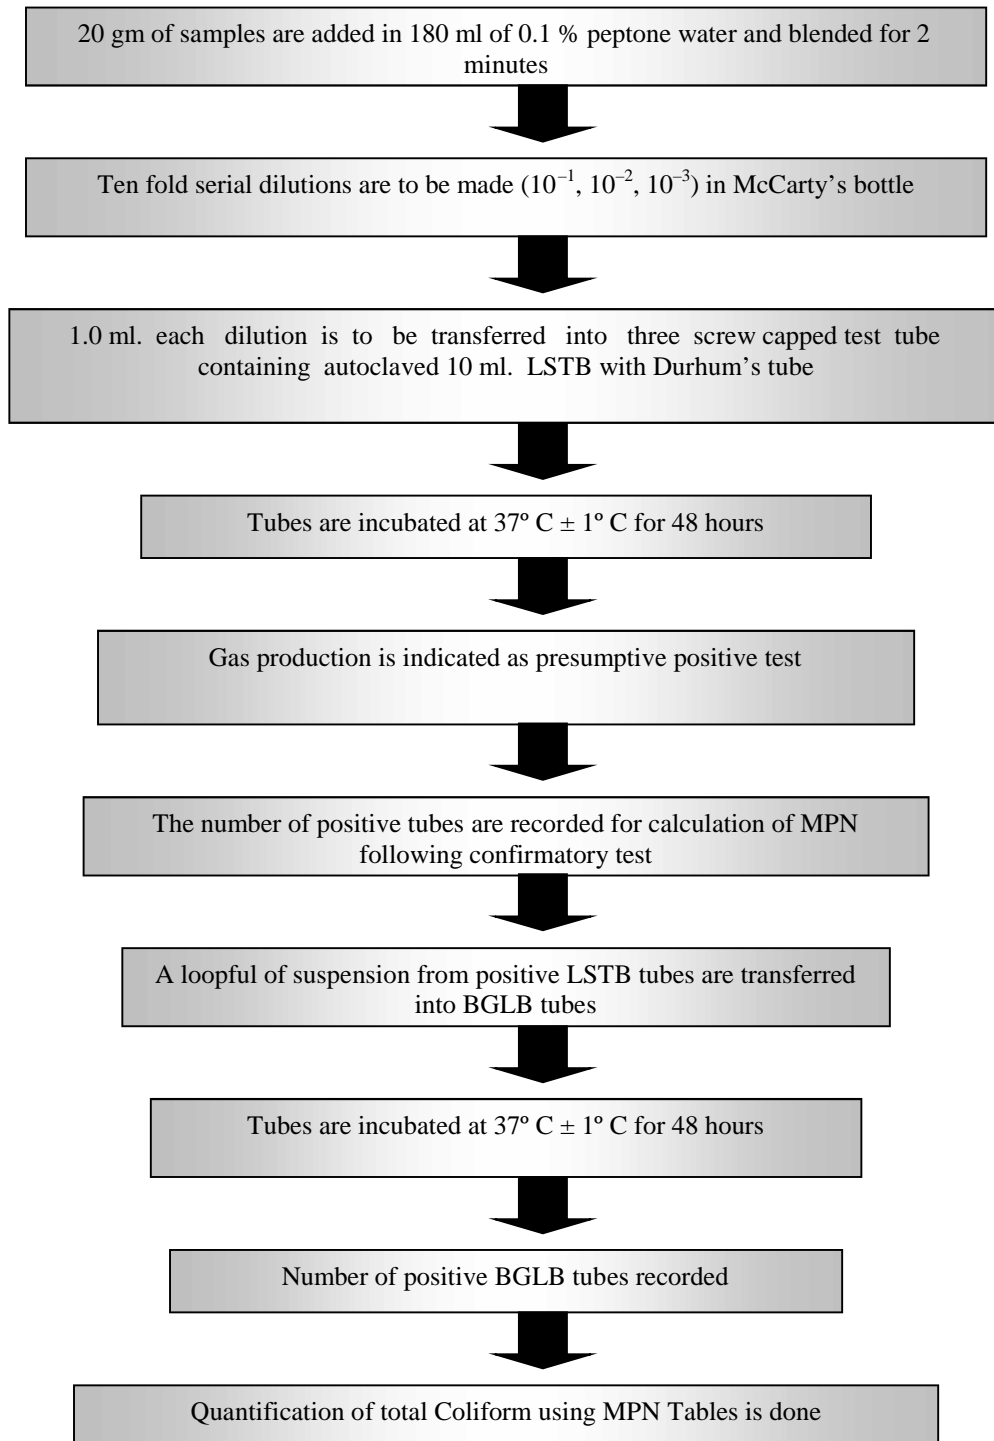 20 gm of samples are added in 180 ml of 0.1 % peptone water and blended for 2
minutes
Ten fold serial dilutions are to be made (10⁻¹, 10⁻², 10⁻³) in McCarty’s bottle
1.0 ml. each dilution is to be transferred into three screw capped test tube
containing autoclaved 10 ml. LSTB with Durhum’s tube
Tubes are incubated at 37º C ± 1º C for 48 hours
Gas production is indicated as presumptive positive test
The number of positive tubes are recorded for calculation of MPN
following confirmatory test
A loopful of suspension from positive LSTB tubes are transferred
into BGLB tubes
Tubes are incubated at 37º C ± 1º C for 48 hours
Number of positive BGLB tubes recorded
Quantification of total Coliform using MPN Tables is done